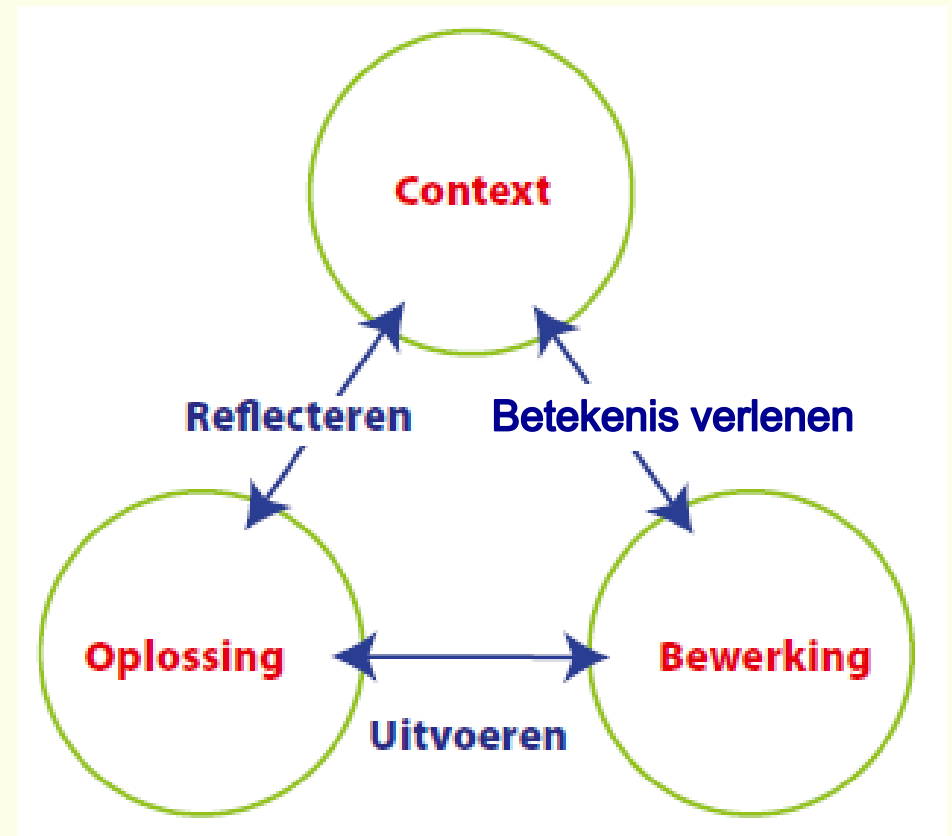 Context
Reflecteren
Betekenis verlenen
Oplossing
Bewerking
Uitvoeren